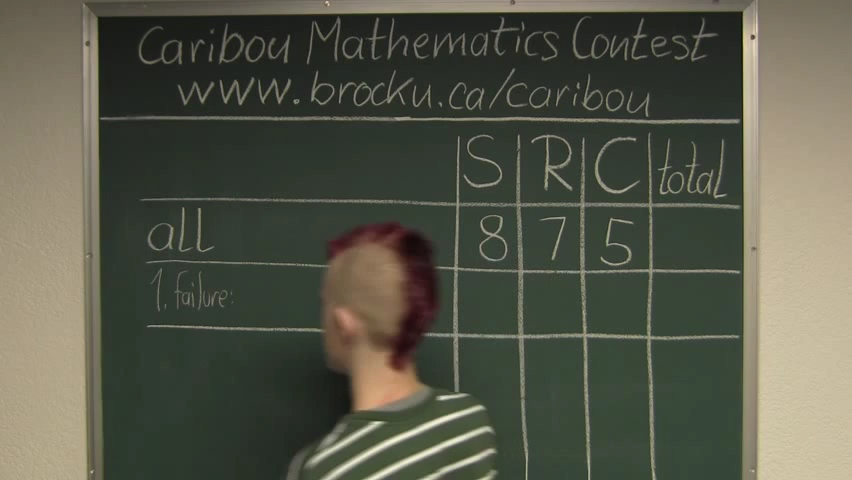 Caribou Mathematics Contest
www.brocku.ca/caribou
S R C total
all 8 7 5
1. failure: